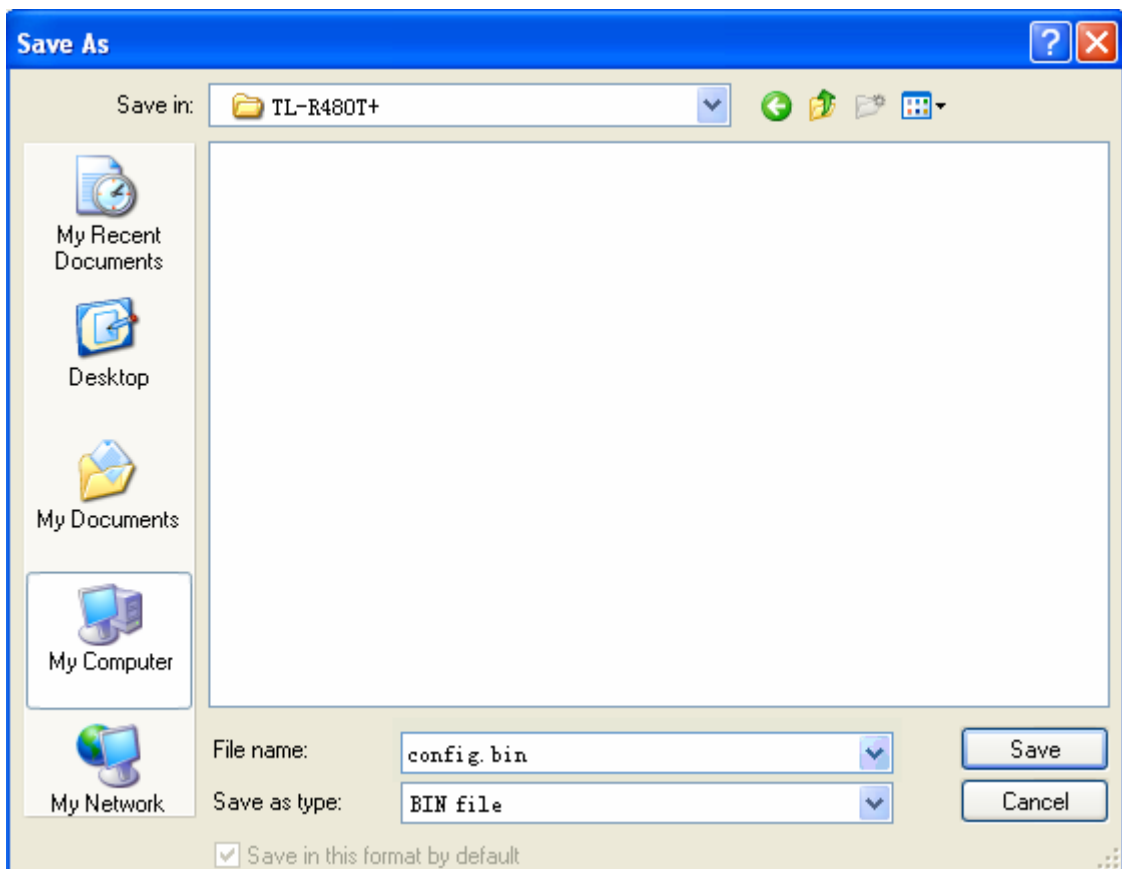 Save As
Save in:
TL-R480T+
My Recent
Documents
Desktop
My Documents
My Computer
My Network
File name:
config.bin
Save
Save as type:
BIN file
Cancel
Save in this format by default